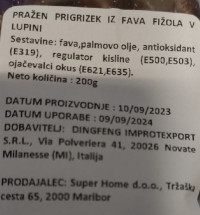 PRAŽEN PRIGRIZEK IZ FAVA FIŽOLA V
LUPINI
Sestavine: fava,palmovo olje, antioksidant
(E319), regulator kisline (E500,E503),
ojačevalci okus (E621,E635).
Neto količina : 200g
DATUM PROIZVODNJE : 10/09/2023
DATUM UPORABE : 09/09/2024
DOBAVITELJ: DINGFENG IMPROTEXPORT
S.R.L., Via Polveriera 41, 20026 Novate
Milanese (MI), Italija
PRODAJALEC: Super Home d.o.o., Tržaška
cesta 65, 2000 Maribor